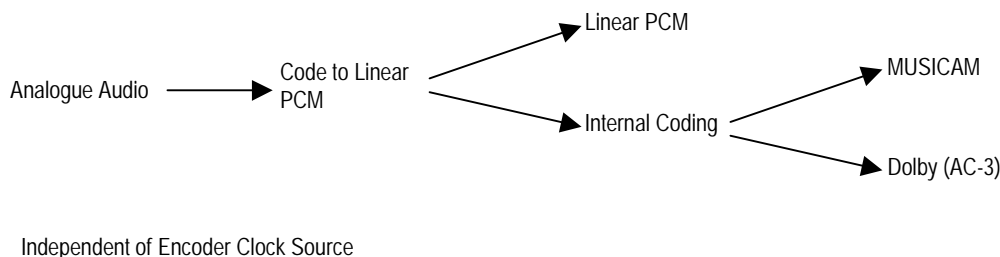 Linear PCM
Analogue Audio
Code to Linear
PCM
MUSICAM
Internal Coding
Dolby (AC-3)
Independent of Encoder Clock Source